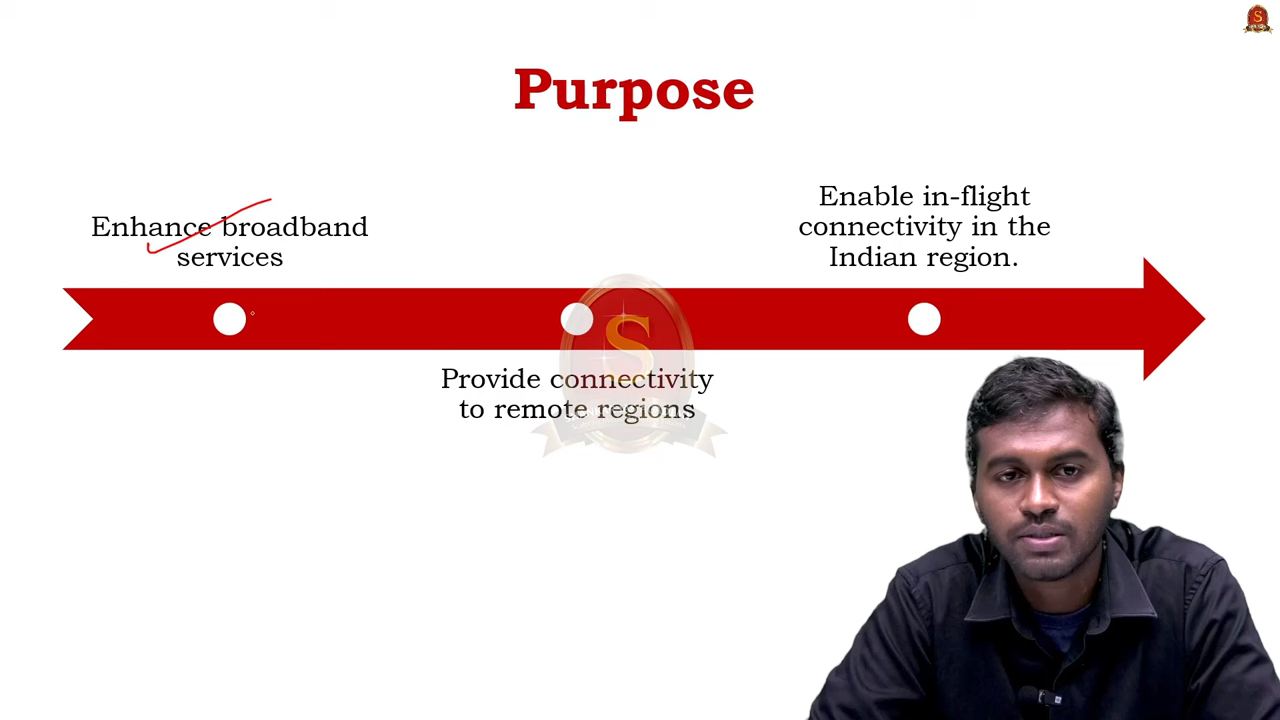 Purpose
Enhance broadband
services
Enable in-flight
connectivity in the
Indian region.
Provide connectivity
to remote regions
S